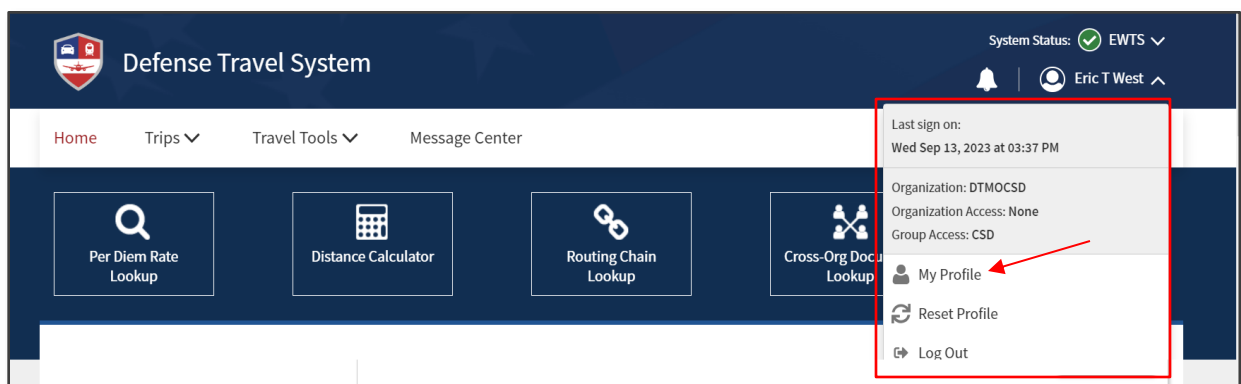 System Status: EWTS
Defense Travel System
Eric T West
Home Trips Travel Tools Message Center
Last sign on:
Wed Sep 13, 2023 at 03:37 PM
Organization: DTMOCSD
Organization Access: None
Group Access: CSD
Per Diem Rate
Lookup
Distance Calculator
Routing Chain
Lookup
Cross-Org Docu
Lookup
My Profile
Reset Profile
Log Out